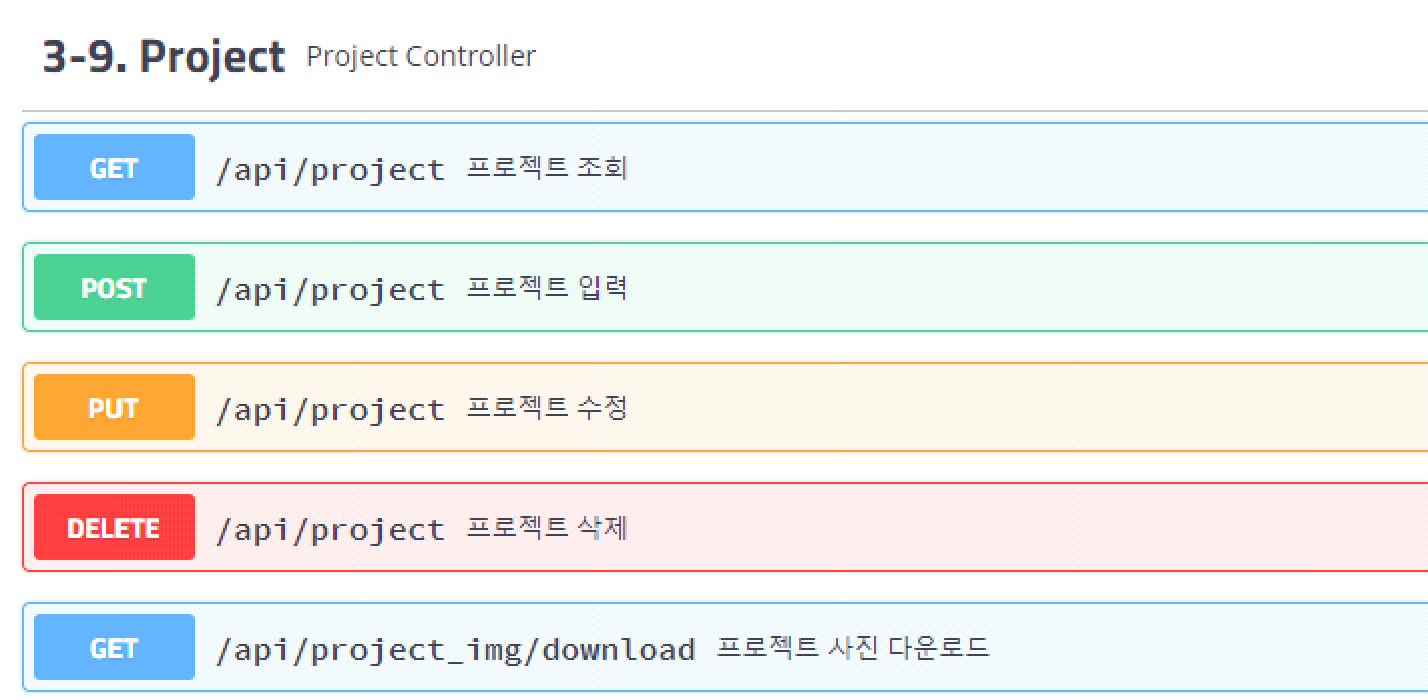 3-9. Project Project Controller
GET /api/project 프로젝트 조회
POST /api/project 프로젝트 입력
PUT /api/project 프로젝트 수정
DELETE /api/project 프로젝트 삭제
GET /api/project_img/download 프로젝트 사진 다운로드